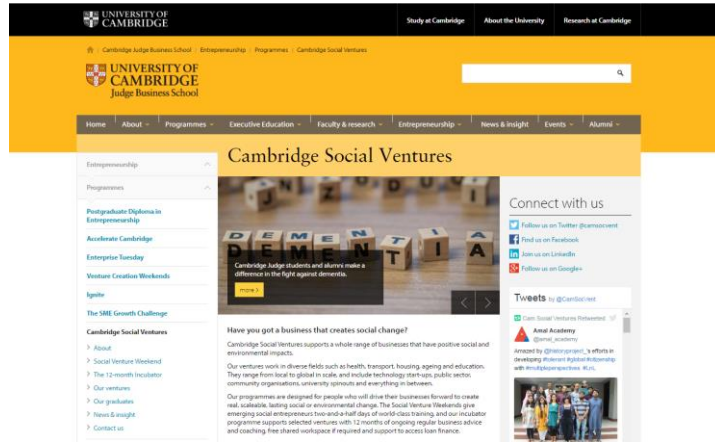 UNIVERSITY OF
CAMBRIDGE
Study at Cambridge
About the University
Research at Cambridge
/ Cambridge Judge Business School / Entrepreneurship / Programmes / Cambridge Social Ventures
UNIVERSITY OF
CAMBRIDGE
Judge Business School
Home
About
Programmes
Executive Education
Faculty & research
Entrepreneurship
News & insight
Events
Alumni
Entrepreneurship
Programmes
Postgraduate Diploma in
Entrepreneurship
Accelerate Cambridge
Enterprise Tuesday
Venture Creation Weekends
Ignite
The SME Growth Challenge
Cambridge Social Ventures
> About
> Social Venture Weekend
> The 12-month incubator
> Our ventures
> Our graduates
> News & insight
> Contact us
Cambridge Social Ventures
DEMENTIA
Cambridge Judge students and alumni make a
difference in the fight against dementia.
more >
Have you got a business that creates social change?
Cambridge Social Ventures supports a whole range of businesses that have positive social and
environmental impacts.
Our ventures work in diverse fields such as health, transport, housing, ageing and education.
They range from local to global in scale, and include technology start-ups, public sector,
community organisations, university spinouts and everything in between.
Our programmes are designed for people who will drive their businesses forward to create
real, scaleable, lasting social or environmental change. The Social Venture Weekends give
emerging social entrepreneurs two-and-a-half days of world-class training, and our incubator
programme supports selected ventures with 12 months of ongoing regular business advice
and coaching, free shared workspace if required and support to access loan finance.
Connect with us
Follow us on Twitter @camsocvent
Find us on Facebook
Join us on LinkedIn
Follow us on Google+
Tweets by @CamSocVent
Cam Social Ventures Retweeted
Amal Academy
@amal_academy
Amazed by @historyproject_'s efforts in
developing #tolerant #global #citizenship
with #multipleperspectives. #LnL